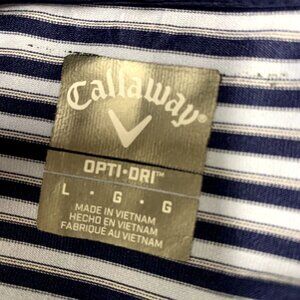 Callaway
OPTI•DRI™
L • G • G
MADE IN VIETNAM
HECHO EN VIETNAM
FABRIQUÉ AU VIETNAM